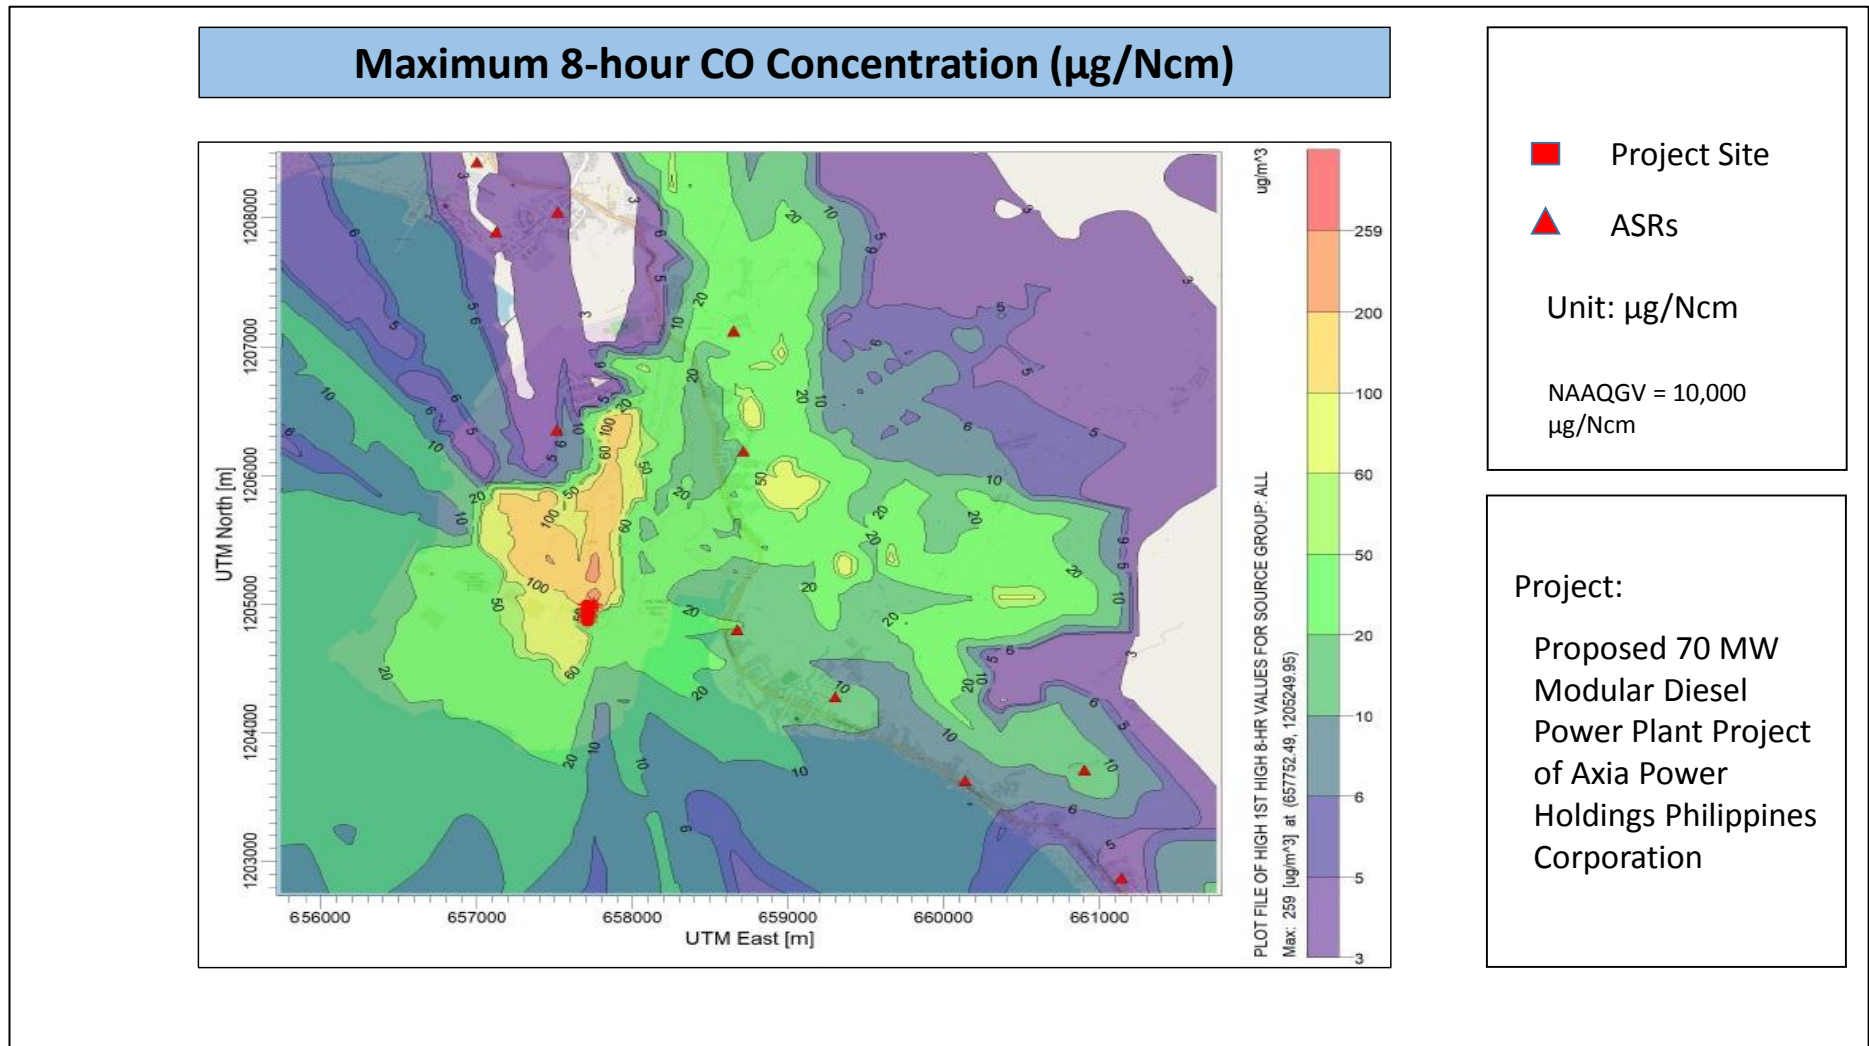 Maximum 8-hour CO Concentration (µg/Ncm)
Project Site
ASRs
Unit: µg/Ncm
NAAQGV = 10,000
µg/Ncm
Project:
Proposed 70 MW
Modular Diesel
Power Plant Project
of Axia Power
Holdings Philippines
Corporation
UTM North [m]
1208000
1207000
1206000
1205000
1204000
1203000
656000
657000
658000
659000
660000
661000
UTM East [m]
PLOT FILE OF HIGH 1ST HIGH 8-HR VALUES FOR SOURCE GROUP: ALL
Max: 259 [ug/m^3] at (657752.49, 1205249.95)
ug/m^3
259
200
100
60
50
20
10
6
5
3